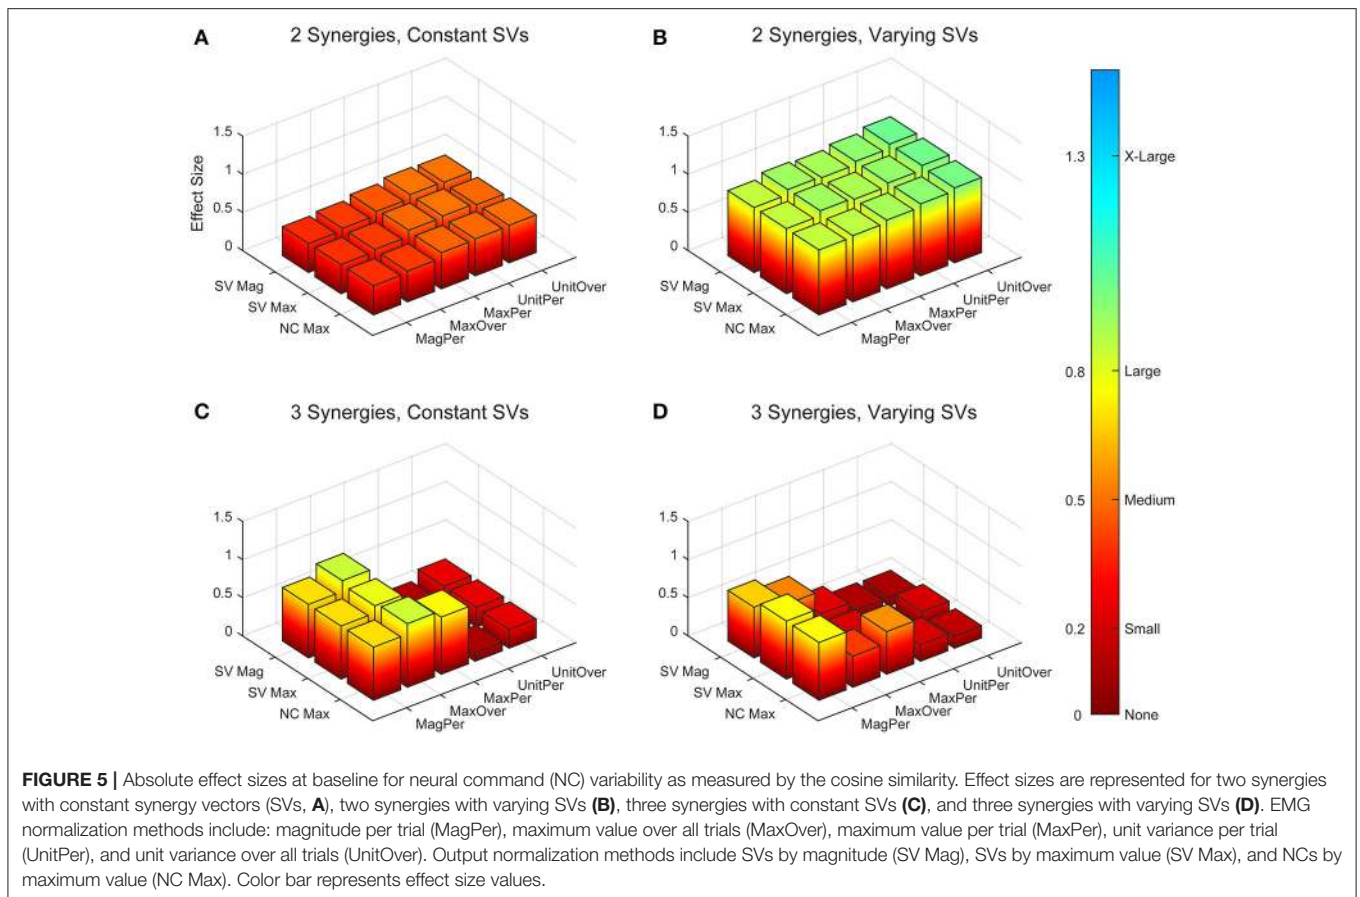 A 2 Synergies, Constant SVs
Effect Size
1.5
1
0.5
0
SV Mag
SV Max
NC Max
MagPer
MaxOver
MaxPer
UnitPer
UnitOver
B 2 Synergies, Varying SVs
1.5
1
0.5
0
SV Mag
SV Max
NC Max
MagPer
MaxOver
MaxPer
UnitPer
UnitOver
C 3 Synergies, Constant SVs
1.5
1
0.5
0
SV Mag
SV Max
NC Max
MagPer
MaxOver
MaxPer
UnitPer
UnitOver
D 3 Synergies, Varying SVs
1.5
1
0.5
0
SV Mag
SV Max
NC Max
MagPer
MaxOver
MaxPer
UnitPer
UnitOver
1.3 X-Large
0.8 Large
0.5 Medium
0.2 Small
0 None
FIGURE 5 | Absolute effect sizes at baseline for neural command (NC) variability as measured by the cosine similarity. Effect sizes are represented for two synergies
with constant synergy vectors (SVs, A), two synergies with varying SVs (B), three synergies with constant SVs (C), and three synergies with varying SVs (D). EMG
normalization methods include: magnitude per trial (MagPer), maximum value over all trials (MaxOver), maximum value per trial (MaxPer), unit variance per trial
(UnitPer), and unit variance over all trials (UnitOver). Output normalization methods include SVs by magnitude (SV Mag), SVs by maximum value (SV Max), and NCs by
maximum value (NC Max). Color bar represents effect size values.